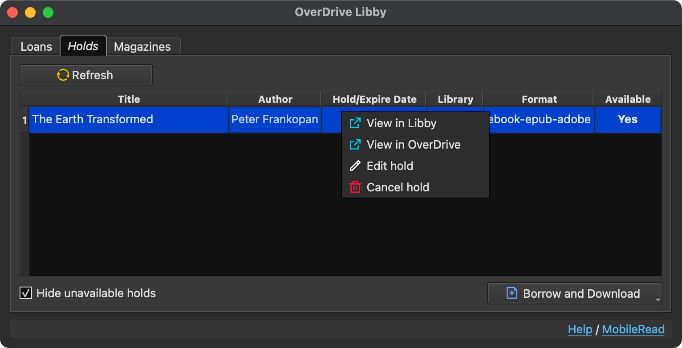 OverDrive Libby
Loans Holds Magazines
Refresh
Title Author Hold/Expire Date Library Format Available
1 The Earth Transformed Peter Frankopan ebook-epub-adobe Yes
View in Libby
View in OverDrive
Edit hold
Cancel hold
Hide unavailable holds Borrow and Download
Help / MobileRead